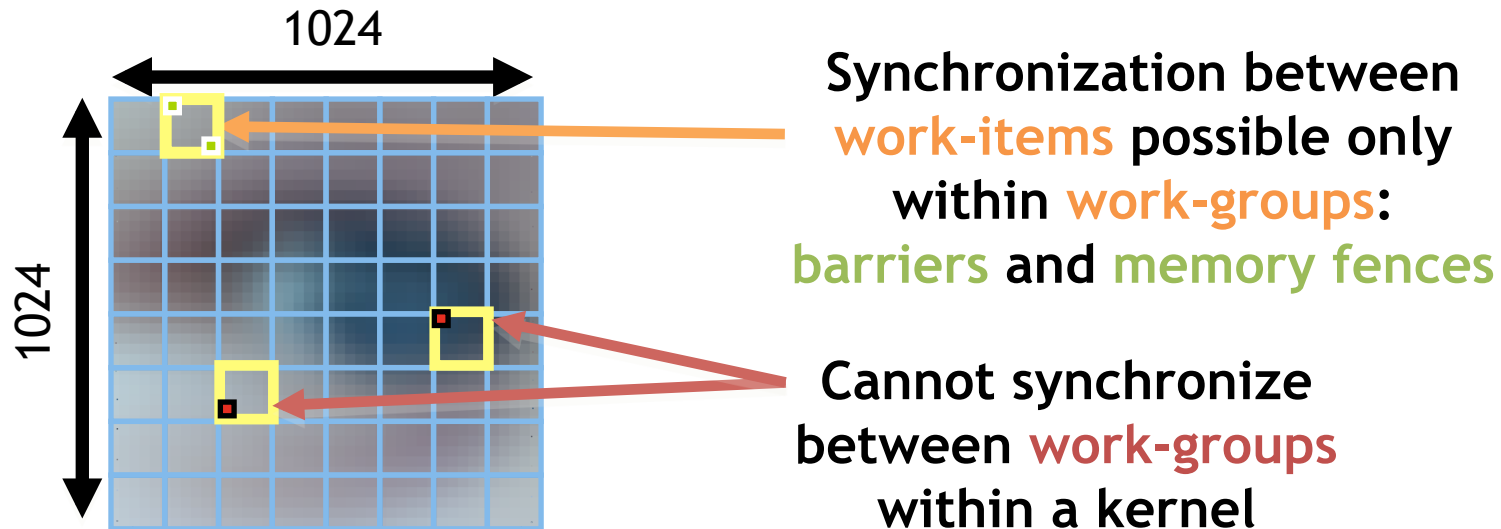 1024
1024
Synchronization between
work-items possible only
within work-groups:
barriers and memory fences
Cannot synchronize
between work-groups
within a kernel